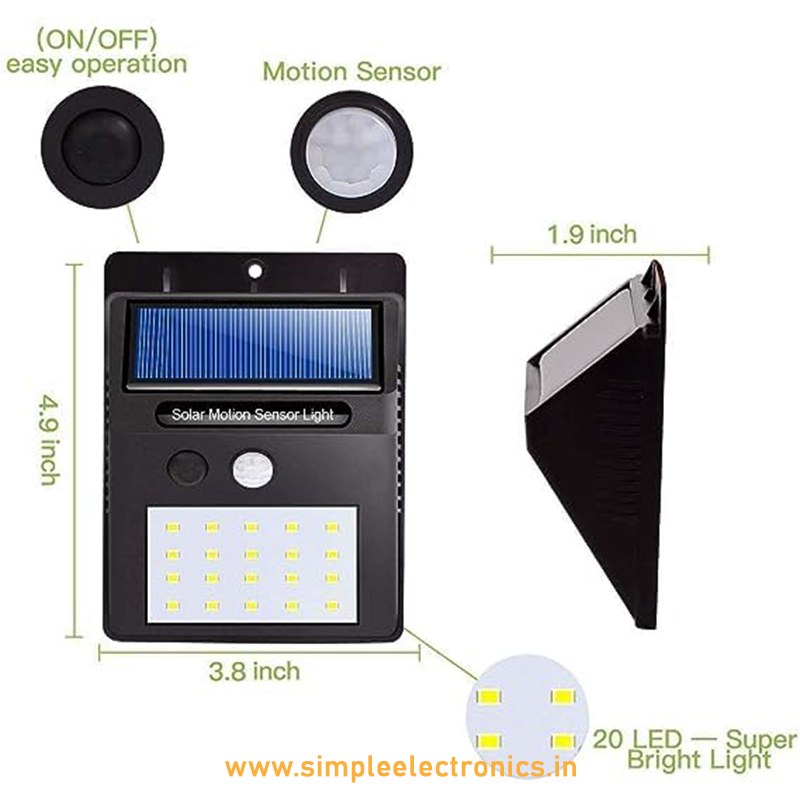 (ON/OFF)
easy operation
Motion Sensor
1.9 inch
Solar Motion Sensor Light
4.9 inch
3.8 inch
20 LED — Super
Bright Light
www.simpleelectronics.in